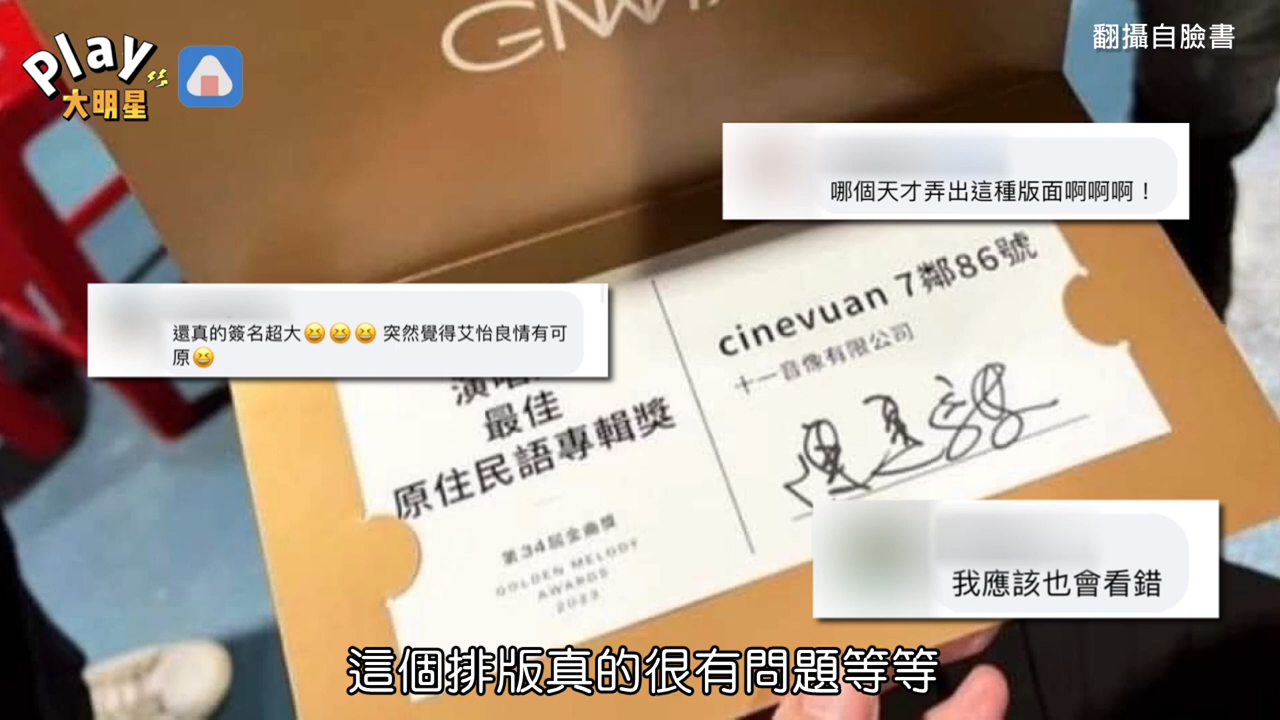 Play
大明星
翻攝自臉書
哪個天才弄出這種版面啊啊啊！
還真的簽名超大😆😆😆 突然覺得艾怡良情有可
原😆
cinevuan 7鄰86號
十一音像有限公司
最佳
原住民語專輯獎
第34屆金曲獎
GOLDEN MELODY
AWARDS
2023
我應該也會看錯
這個排版真的很有問題等等